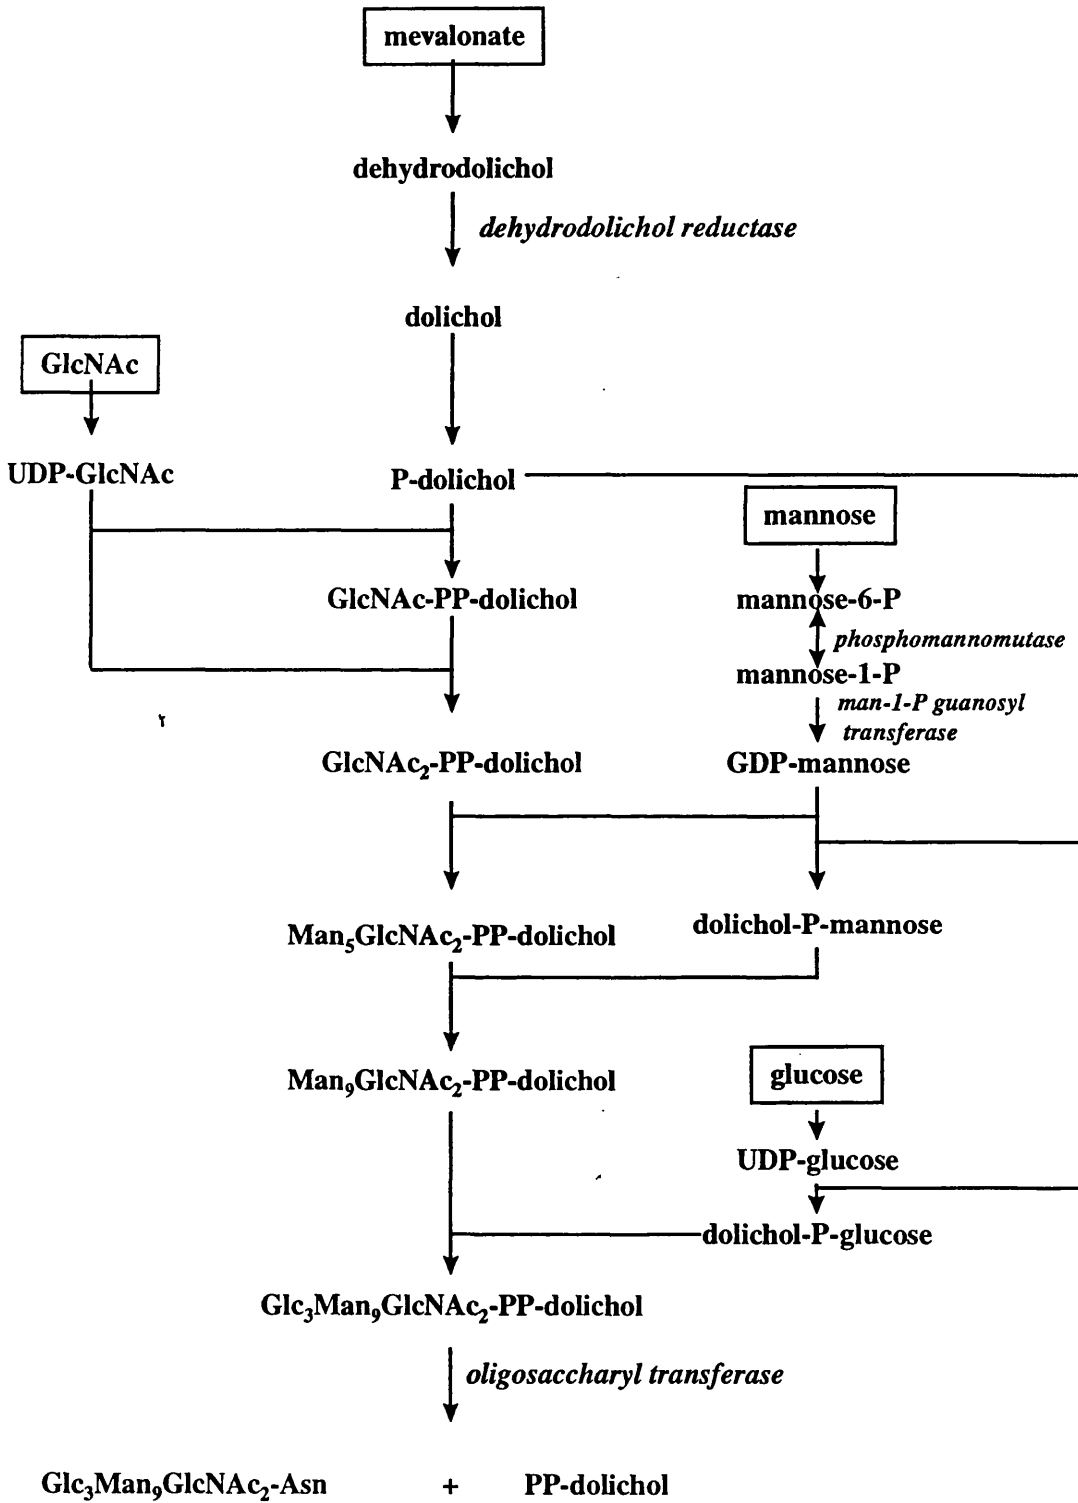 mevalonate
dehydrodolichol
dehydrodolichol reductase
dolichol
GlcNAc
UDP-GlcNAc
P-dolichol
mannose
GlcNAc-PP-dolichol
mannose-6-P
phosphomannomutase
mannose-1-P
man-1-P guanosyl
transferase
GlcNAc₂-PP-dolichol
GDP-mannose
Man₅GlcNAc₂-PP-dolichol
dolichol-P-mannose
Man₉GlcNAc₂-PP-dolichol
glucose
UDP-glucose
dolichol-P-glucose
Glc₃Man₉GlcNAc₂-PP-dolichol
oligosaccharyl transferase
Glc₃Man₉GlcNAc₂-Asn + PP-dolichol